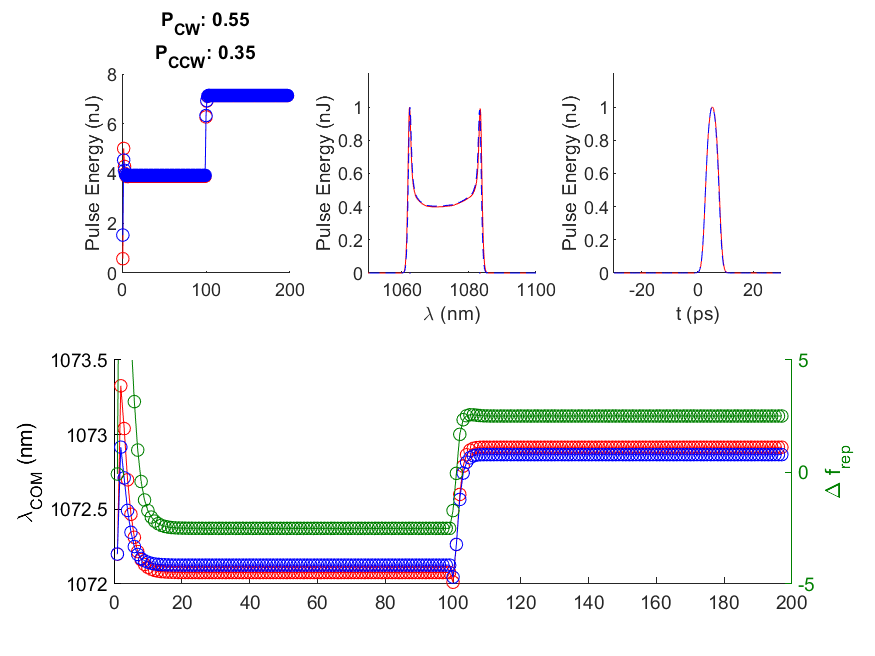 P_CW: 0.55
P_CCW: 0.35
Pulse Energy (nJ)
8
6
4
2
0
0 100 200
Pulse Energy (nJ)
1
0.8
0.6
0.4
0.2
0
1060 1080 1100
λ (nm)
Pulse Energy (nJ)
1
0.8
0.6
0.4
0.2
0
-20 0 20
t (ps)
λ_COM (nm)
1073.5
1073
1072.5
1072
0 20 40 60 80 100 120 140 160 180 200
5
0
-5
Δ f_rep